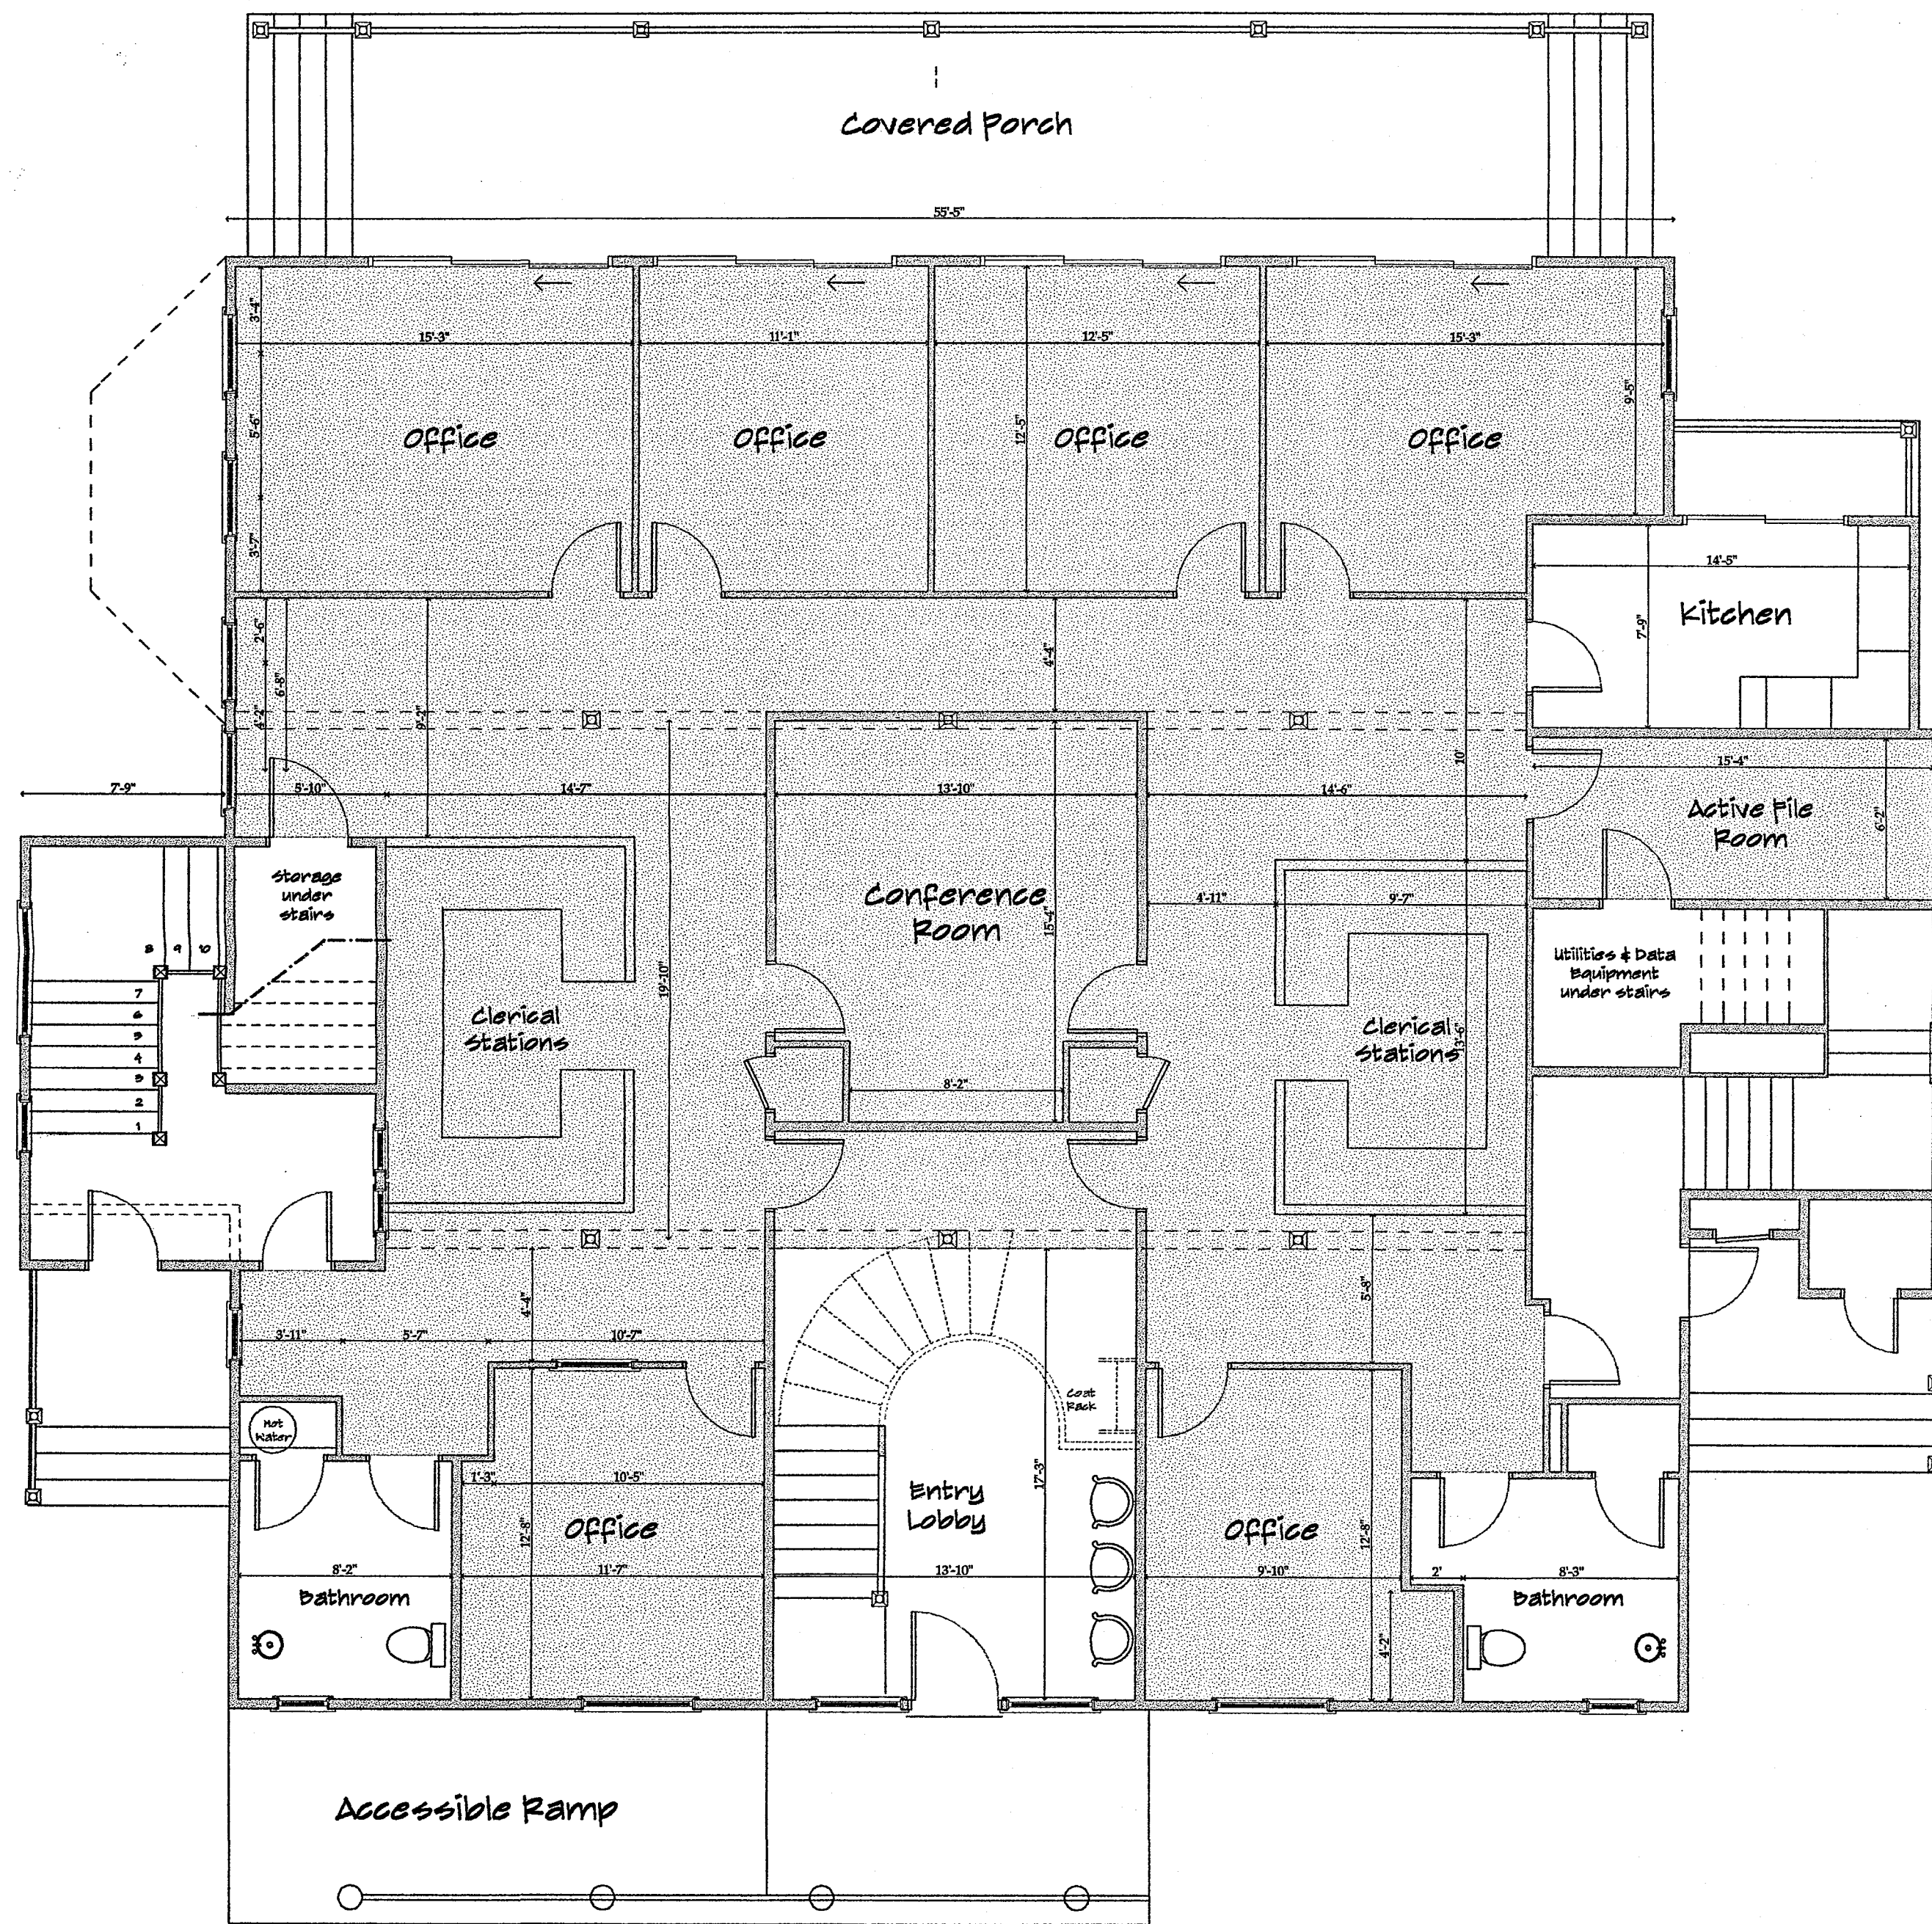 Covered Porch
55'-5"
3'-4"
15'-3"
11'-1"
12'-5"
15'-3"
9'-5"
5'-6"
Office
Office
12'-5"
Office
Office
3'-7"
14'-5"
Kitchen
7'-9"
2'-6"
6'-8"
4'-2"
9'-2"
4'-4"
10'
7'-9"
5'-10"
14'-7"
13'-10"
14'-6"
15'-4"
Active File
Room
6'-2"
Storage
under
stairs
Conference
Room
15'-4"
4'-11"
9'-7"
8
9
10
7
6
5
4
3
2
1
19'-10"
Clerical
Stations
Clerical
Stations
13'-6"
Utilities & Data
Equipment
under stairs
8'-2"
4'-4"
5'-8"
3'-11"
5'-7"
10'-7"
Coat
Rack
Hot
Water
1'-3"
10'-5"
17'-3"
Entry
Lobby
Office
12'-8"
Office
12'-8"
8'-2"
11'-7"
13'-10"
9'-10"
2'
8'-3"
Bathroom
Bathroom
4'-2"
Accessible Ramp